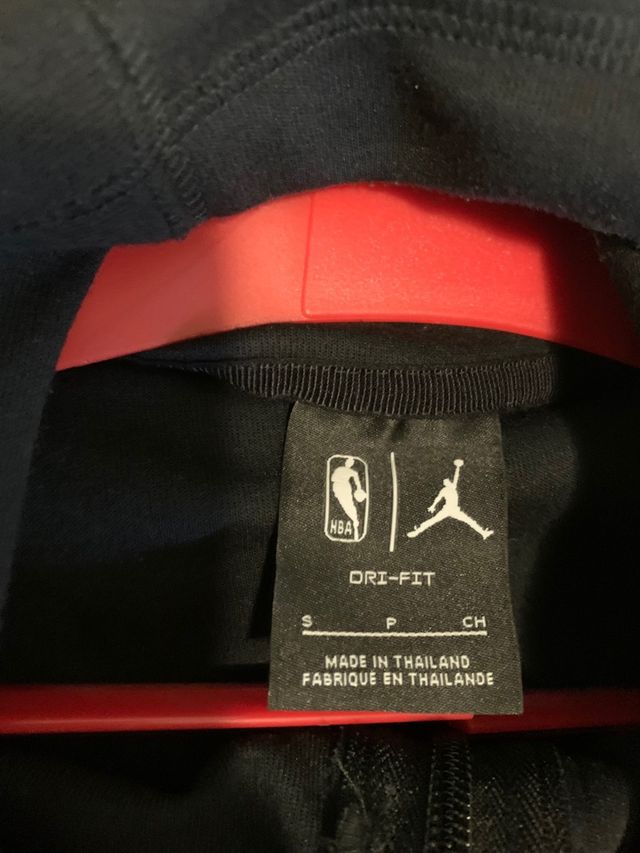 NBA
DRI-FIT
S P CH
MADE IN THAILAND
FABRIQUE EN THAILANDE